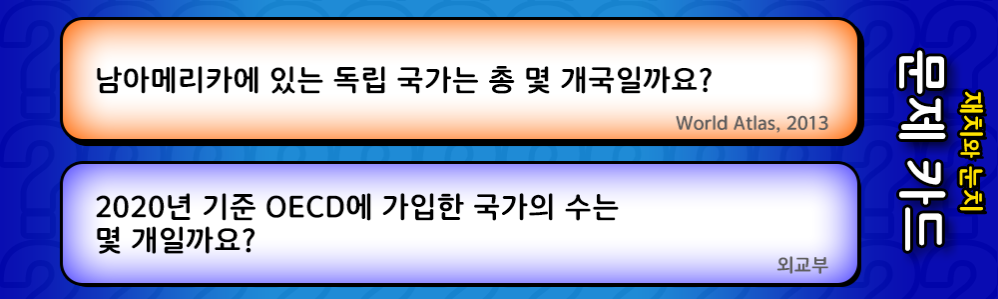 남아메리카에 있는 독립 국가는 총 몇 개국일까요?
World Atlas, 2013
2020년 기준 OECD에 가입한 국가의 수는
몇 개일까요?
외교부
재치와 눈치
문제 카드